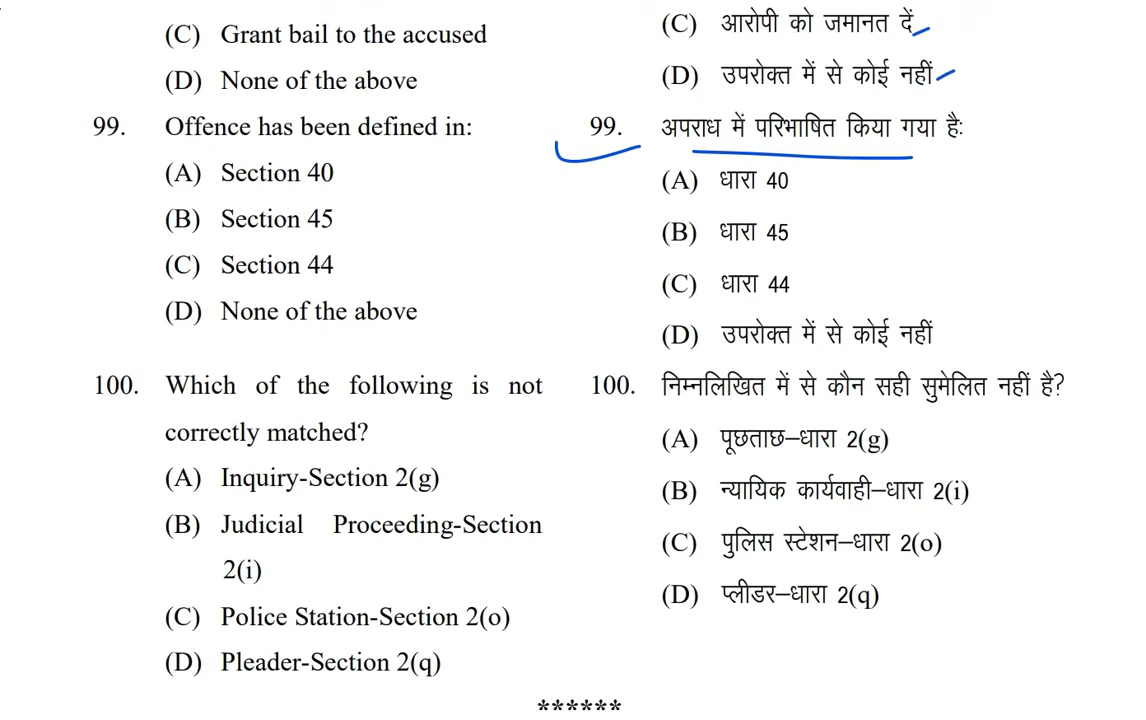 (C) Grant bail to the accused
(D) None of the above
99. Offence has been defined in:
(A) Section 40
(B) Section 45
(C) Section 44
(D) None of the above
100. Which of the following is not
correctly matched?
(A) Inquiry-Section 2(g)
(B) Judicial Proceeding-Section
2(i)
(C) Police Station-Section 2(o)
(D) Pleader-Section 2(q)
(C) आरोपी को जमानत दें
(D) उपरोक्त में से कोई नहीं
99. अपराध में परिभाषित किया गया है:
(A) धारा 40
(B) धारा 45
(C) धारा 44
(D) उपरोक्त में से कोई नहीं
100. निम्नलिखित में से कौन सही सुमेलित नहीं है?
(A) पूछताछ–धारा 2(g)
(B) न्यायिक कार्यवाही–धारा 2(i)
(C) पुलिस स्टेशन–धारा 2(o)
(D) प्लीडर–धारा 2(q)
******